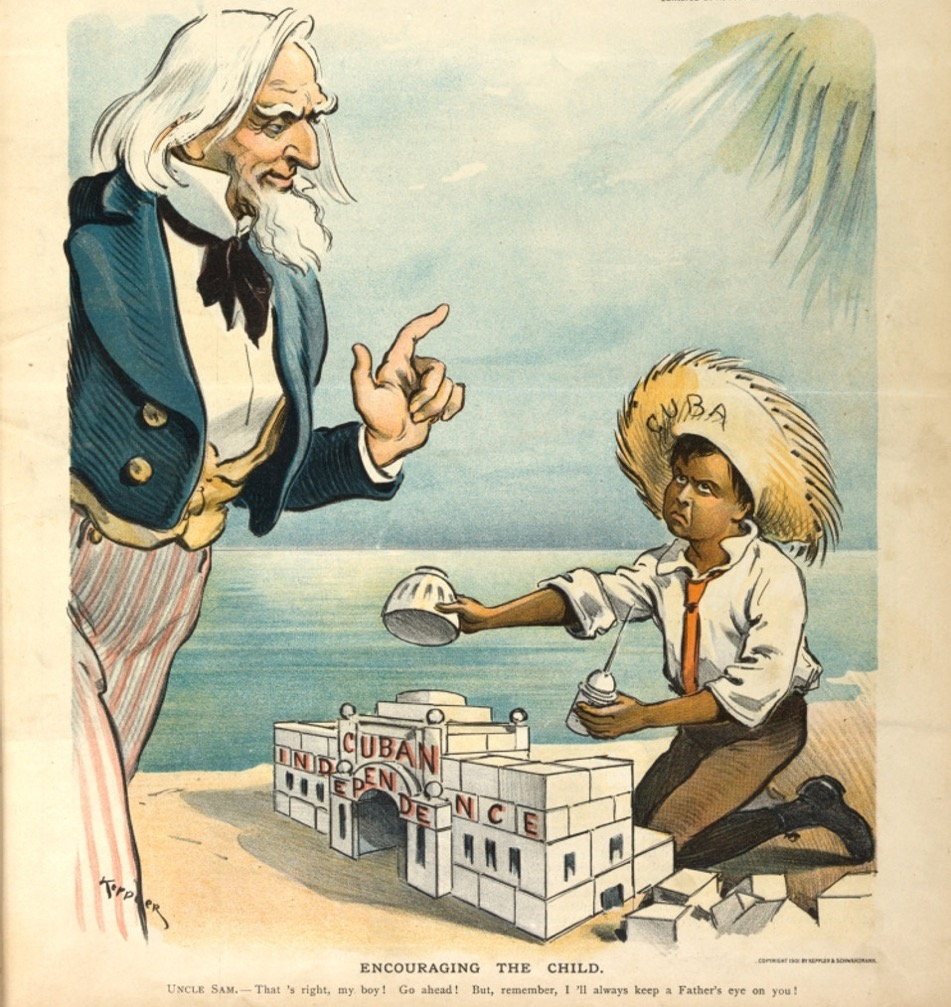 CUBA
CUBAN
INDEPENDENCE
Keppler
COPYRIGHT 1901 BY KEPPLER & SCHWARZMANN.
ENCOURAGING THE CHILD.
UNCLE SAM.—That 's right, my boy! Go ahead! But, remember, I 'll always keep a Father's eye on you!